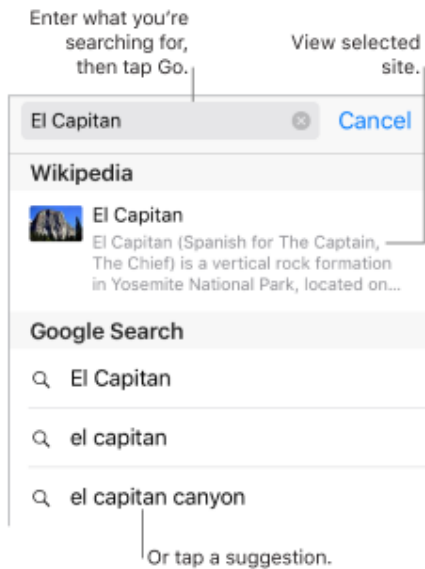 Enter what you're
searching for,
then tap Go.
View selected
site.
El Capitan
Cancel
Wikipedia
El Capitan
El Capitan (Spanish for The Captain,
The Chief) is a vertical rock formation
in Yosemite National Park, located on...
Google Search
El Capitan
el capitan
el capitan canyon
Or tap a suggestion.